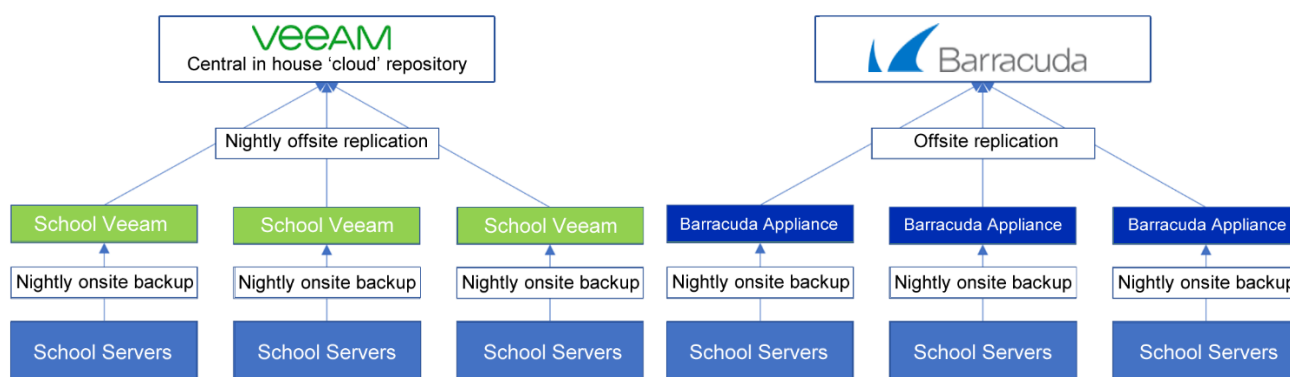 veeAM
Central in house 'cloud' repository
Barracuda
Nightly offsite replication
Offsite replication
School Veeam
School Veeam
School Veeam
Barracuda Appliance
Barracuda Appliance
Barracuda Appliance
Nightly onsite backup
Nightly onsite backup
Nightly onsite backup
Nightly onsite backup
Nightly onsite backup
Nightly onsite backup
School Servers
School Servers
School Servers
School Servers
School Servers
School Servers